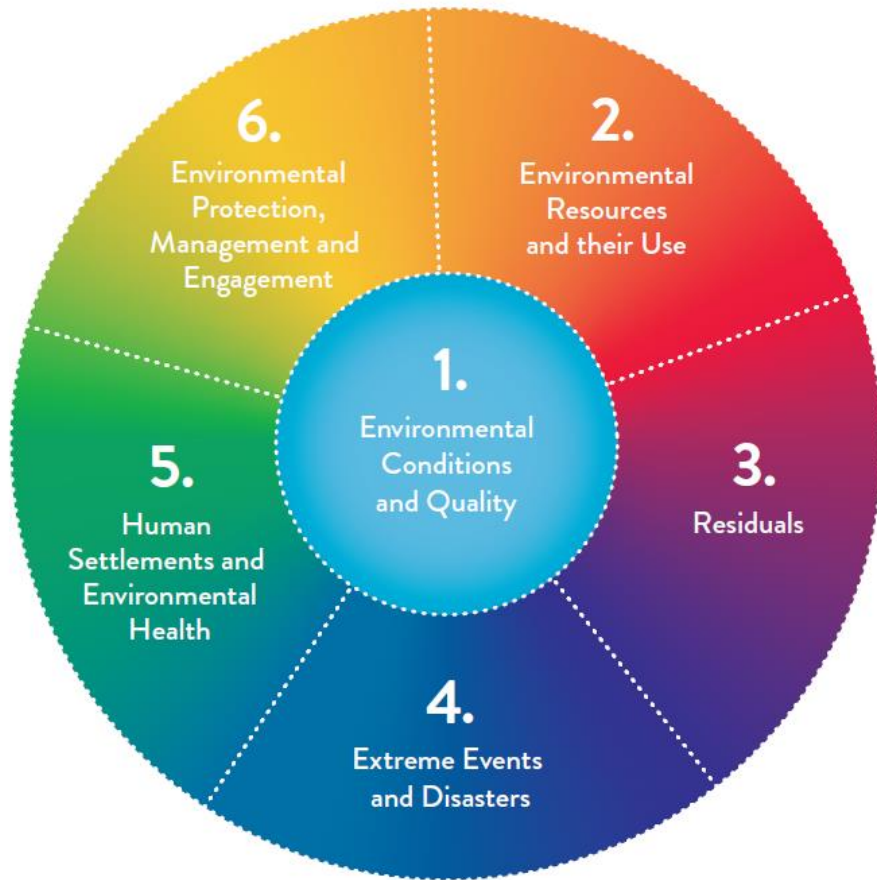 1.
Environmental
Conditions
and Quality
2.
Environmental
Resources
and their Use
3.
Residuals
4.
Extreme Events
and Disasters
5.
Human
Settlements and
Environmental
Health
6.
Environmental
Protection,
Management and
Engagement